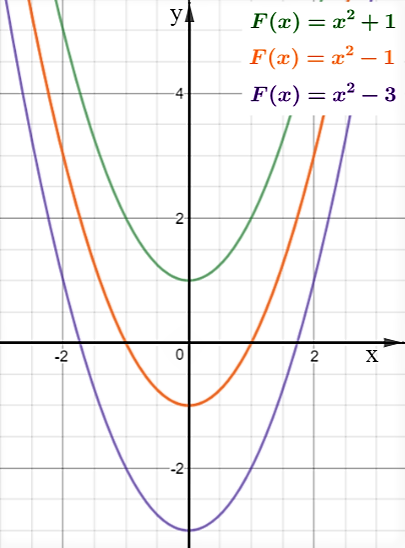 y
F(x) = x² + 1
F(x) = x² − 1
F(x) = x² − 3
4
2
-2
0
2
x
-2